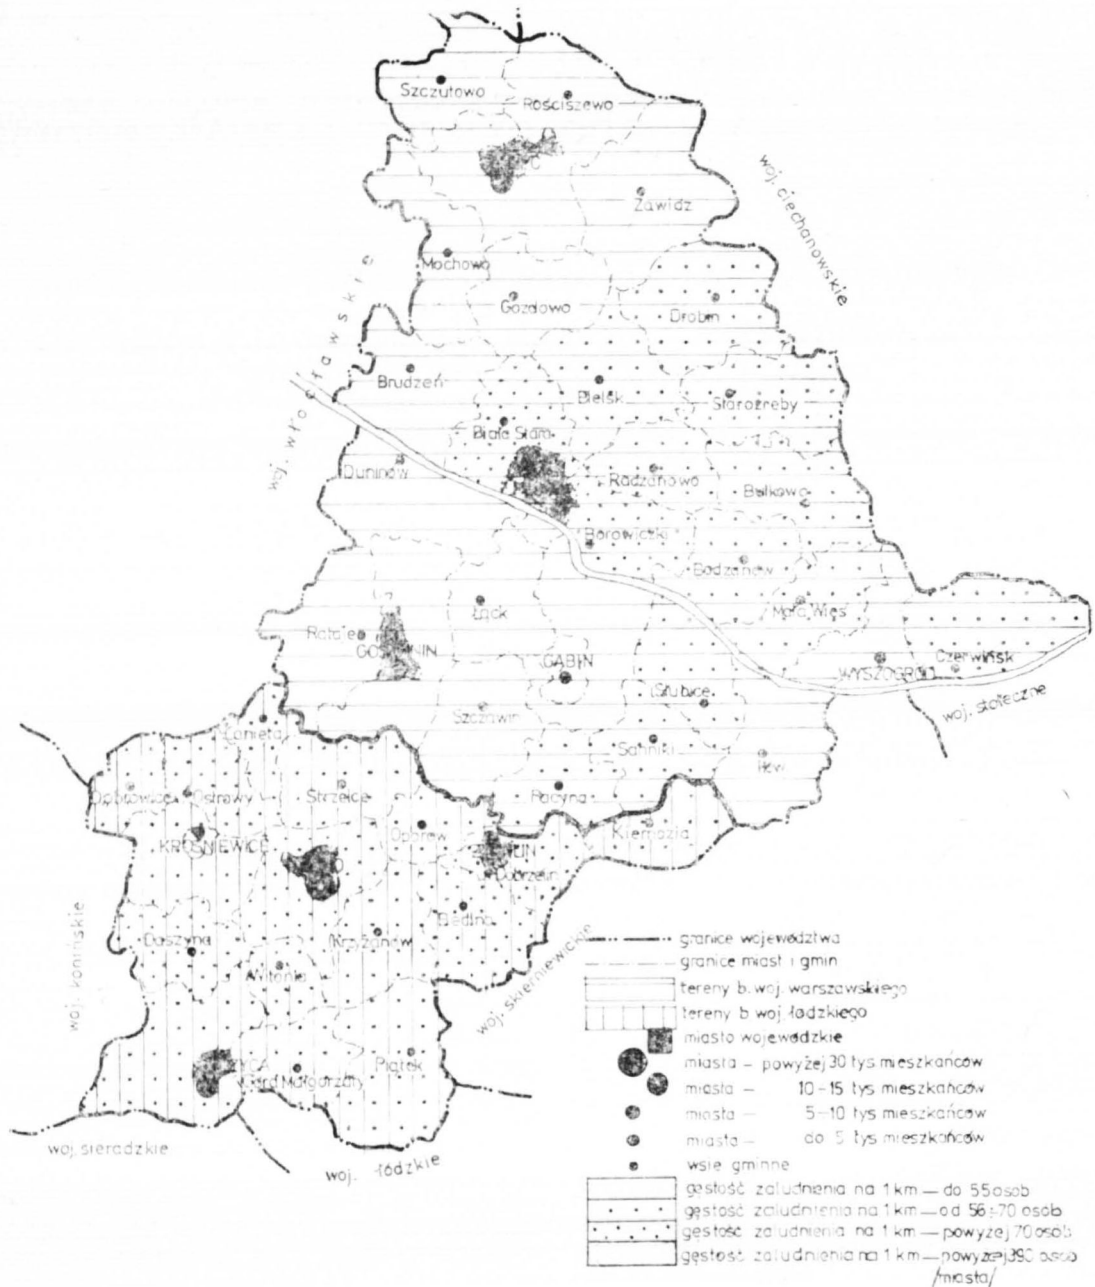 Szczutowo
Rościszewo
woj. ciechanowskie
Zawidz
Mochowo
Gozdowo
Drobin
Brudzeń
Bielsk
Staroźreby
Biała Stara
Duninów
Radzanowo
Bulkowo
Borowiczki
Bodzanów
Łąck
Mała Wieś
Rataje
GĄBIN
WYSZOGRÓD
Czerwińsk
woj. stołeczne
Słubice
Szczawin
Sanniki
Iłów
Łanięta
Pacyna
Dąbrowice
Ostrowy
Strzelce
Oporów
Kiernozia
KROŚNIEWICE
Dobrzelin
Bedlno
Daszyna
Krzyżanów
Witonia
woj. konińskie
woj. skierniewickie
Piątek
Góra Małgorzaty
woj. sieradzkie
woj. łódzkie
granice województwa
granice miast i gmin
tereny b. woj. warszawskiego
tereny b woj. łódzkiego
miasto wojewódzkie
miasta – powyżej 30 tys mieszkańców
miasta – 10–15 tys mieszkańców
miasta – 5–10 tys mieszkańców
miasta – do 5 tys mieszkańców
wsie gminne
gęstość zaludnienia na 1 km — do 55 osób
gęstość zaludnienia na 1 km — od 56÷70 osób
gęstość zaludnienia na 1 km — powyżej 70 osób
gęstość zaludnienia na 1 km — powyżej 390 osób
/miasta/